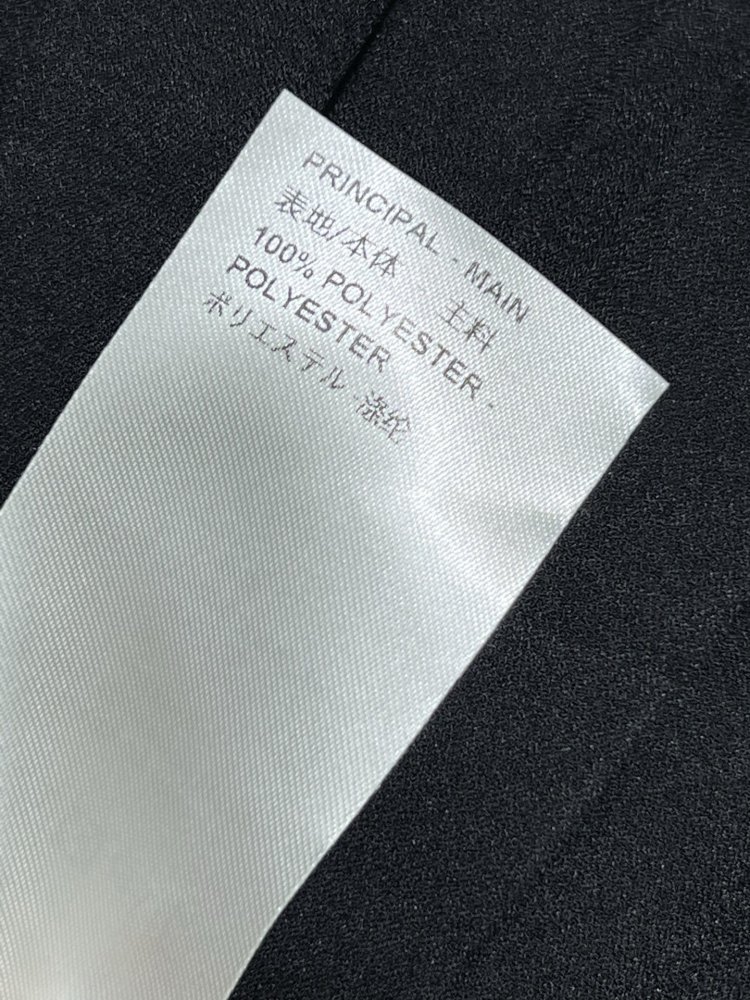 PRINCIPAL - MAIN
表地/本体 - 主料
100% POLYESTER -
POLYESTER
ポリエステル - 涤纶